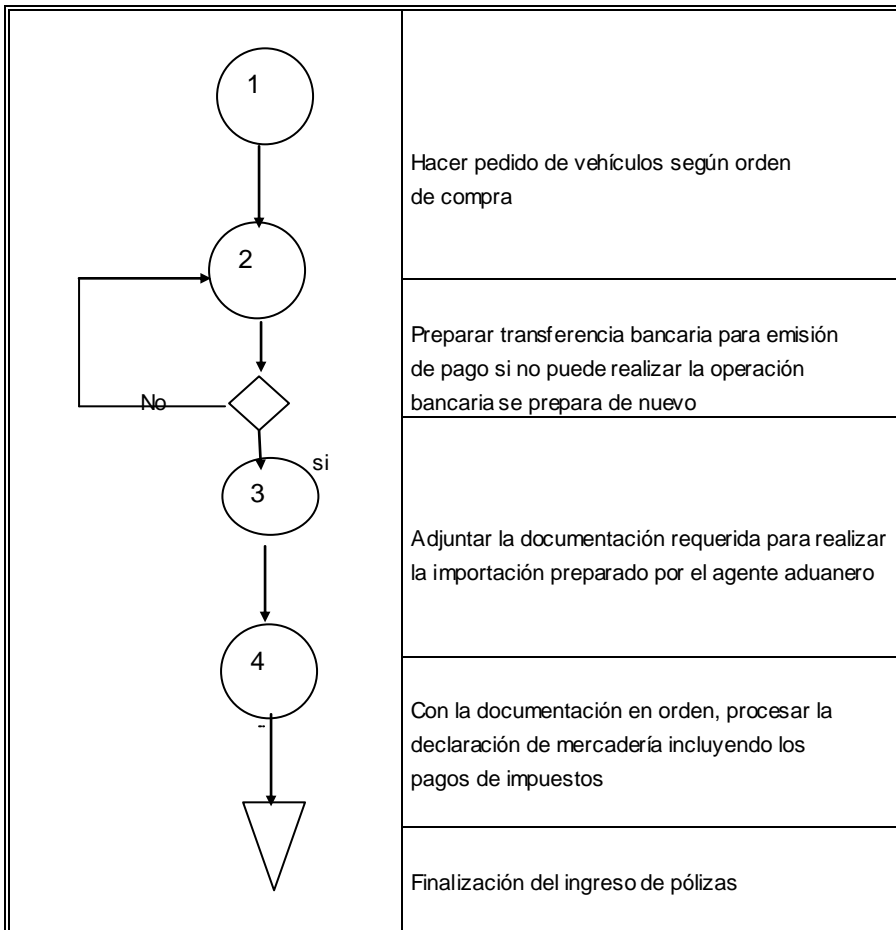 1
Hacer pedido de vehículos según orden
de compra
2
Preparar transferencia bancaria para emisión
de pago si no puede realizar la operación
bancaria se prepara de nuevo
No
si
3
Adjuntar la documentación requerida para realizar
la importación preparado por el agente aduanero
4
Con la documentación en orden, procesar la
declaración de mercadería incluyendo los
pagos de impuestos
Finalización del ingreso de pólizas